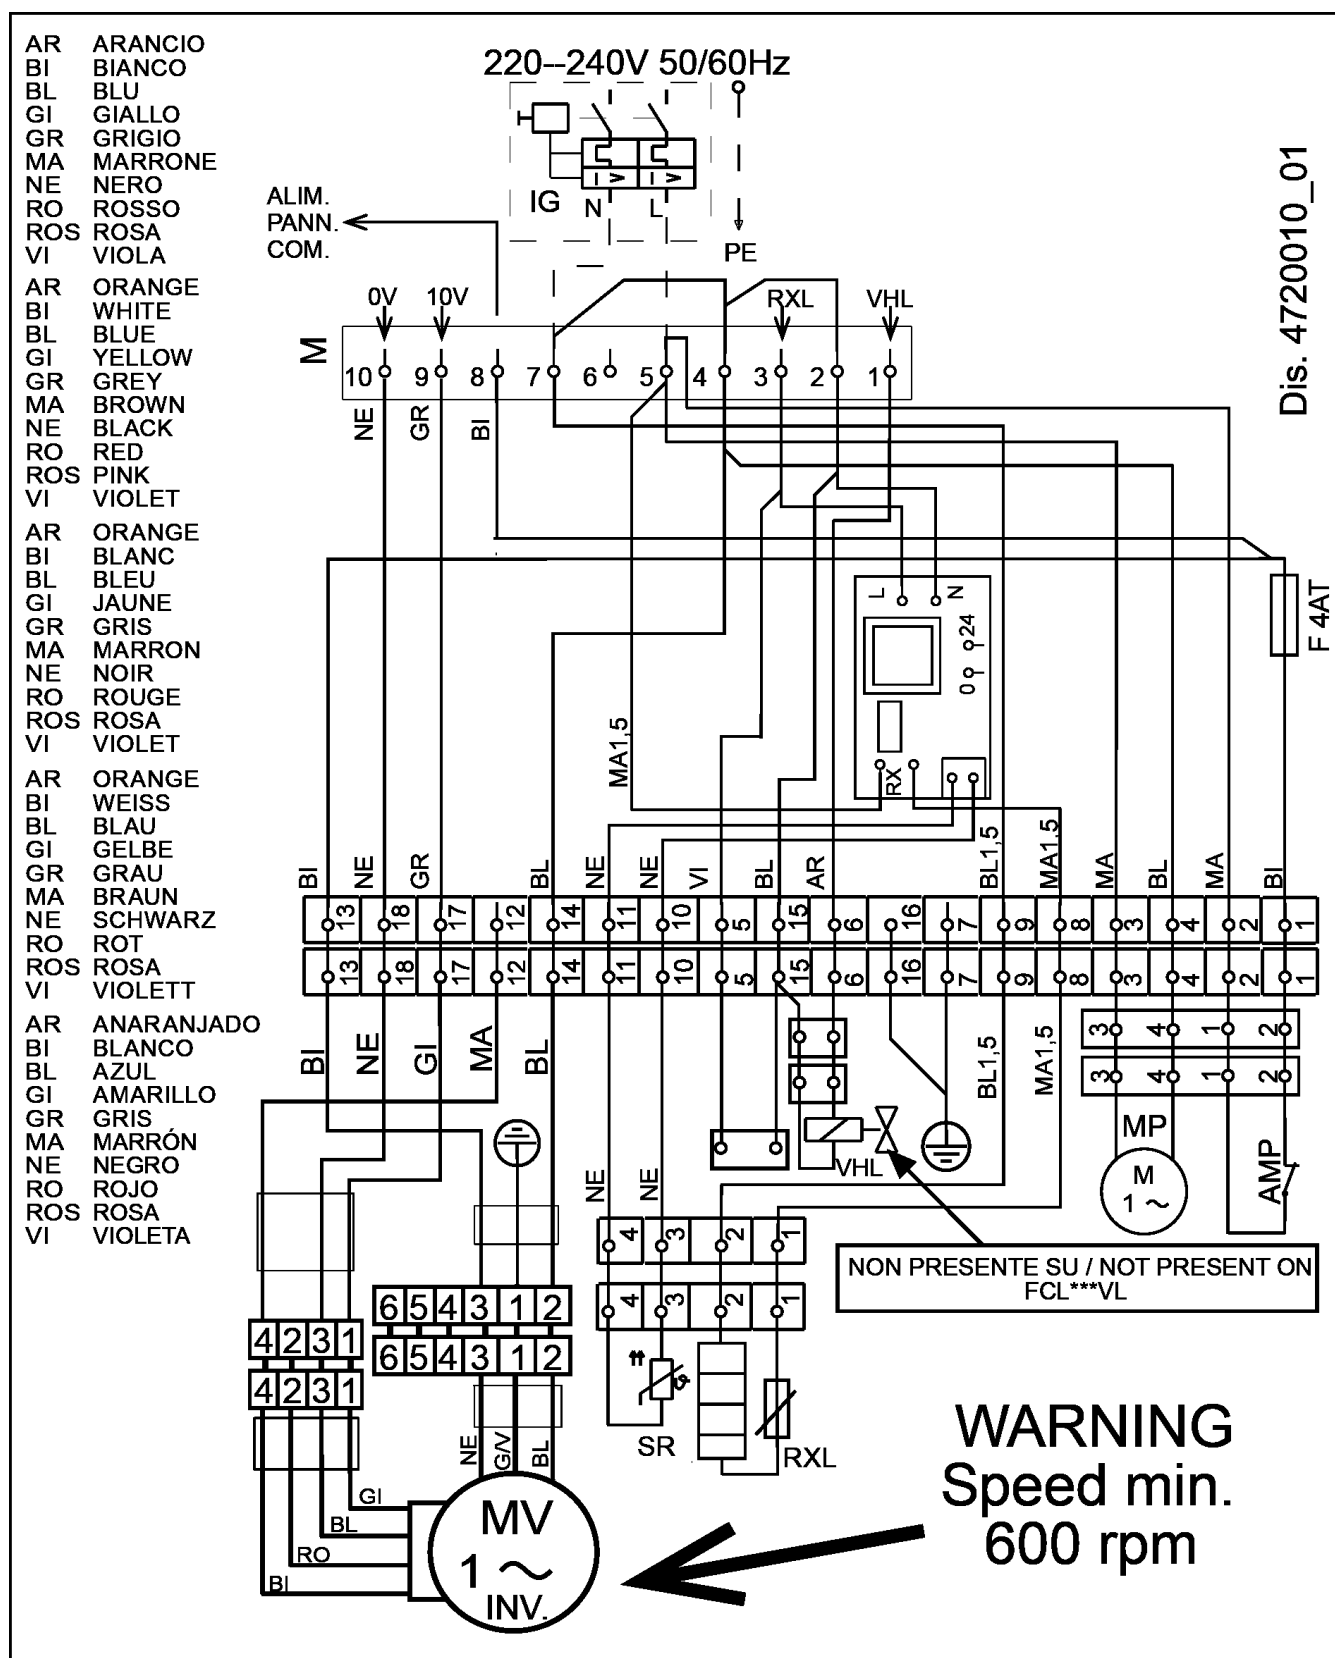 AR ARANCIO
BI BIANCO
BL BLU
GI GIALLO
GR GRIGIO
MA MARRONE
NE NERO
RO ROSSO
ROS ROSA
VI VIOLA
AR ORANGE
BI WHITE
BL BLUE
GI YELLOW
GR GREY
MA BROWN
NE BLACK
RO RED
ROS PINK
VI VIOLET
AR ORANGE
BI BLANC
BL BLEU
GI JAUNE
GR GRIS
MA MARRON
NE NOIR
RO ROUGE
ROS ROSA
VI VIOLET
AR ORANGE
BI WEISS
BL BLAU
GI GELBE
GR GRAU
MA BRAUN
NE SCHWARZ
RO ROT
ROS ROSA
VI VIOLETT
AR ANARANJADO
BI BLANCO
BL AZUL
GI AMARILLO
GR GRIS
MA MARRÓN
NE NEGRO
RO ROJO
ROS ROSA
VI VIOLETA
220--240V 50/60Hz
IG N L
PE
ALIM.
PANN.
COM.
Dis. 4720010_01
0V 10V RXL VHL
M
10 9 8 7 6 5 4 3 2 1
NE GR BI
L N
24
0
RX
F 4AT
MA1,5
BI NE GR BL NE NE VI BL AR BL1,5 MA1,5 MA BL MA BI
13 18 17 12 14 11 10 5 15 6 16 7 9 8 3 4 2 1
13 18 17 12 14 11 10 5 15 6 16 7 9 8 3 4 2 1
BI NE GI MA BL
BL1,5 MA1,5
3 4 1 2
3 4 1 2
MP
M
1 ~
AMP
VHL
NE NE
4 3 2 1
4 3 2 1
NON PRESENTE SU / NOT PRESENT ON
FCL***VL
6 5 4 3 1 2
6 5 4 3 1 2
4 2 3 1
4 2 3 1
SR
RXL
NE G/V BL
GI
BL
RO
BI
MV
1 ~
INV.
WARNING
Speed min.
600 rpm